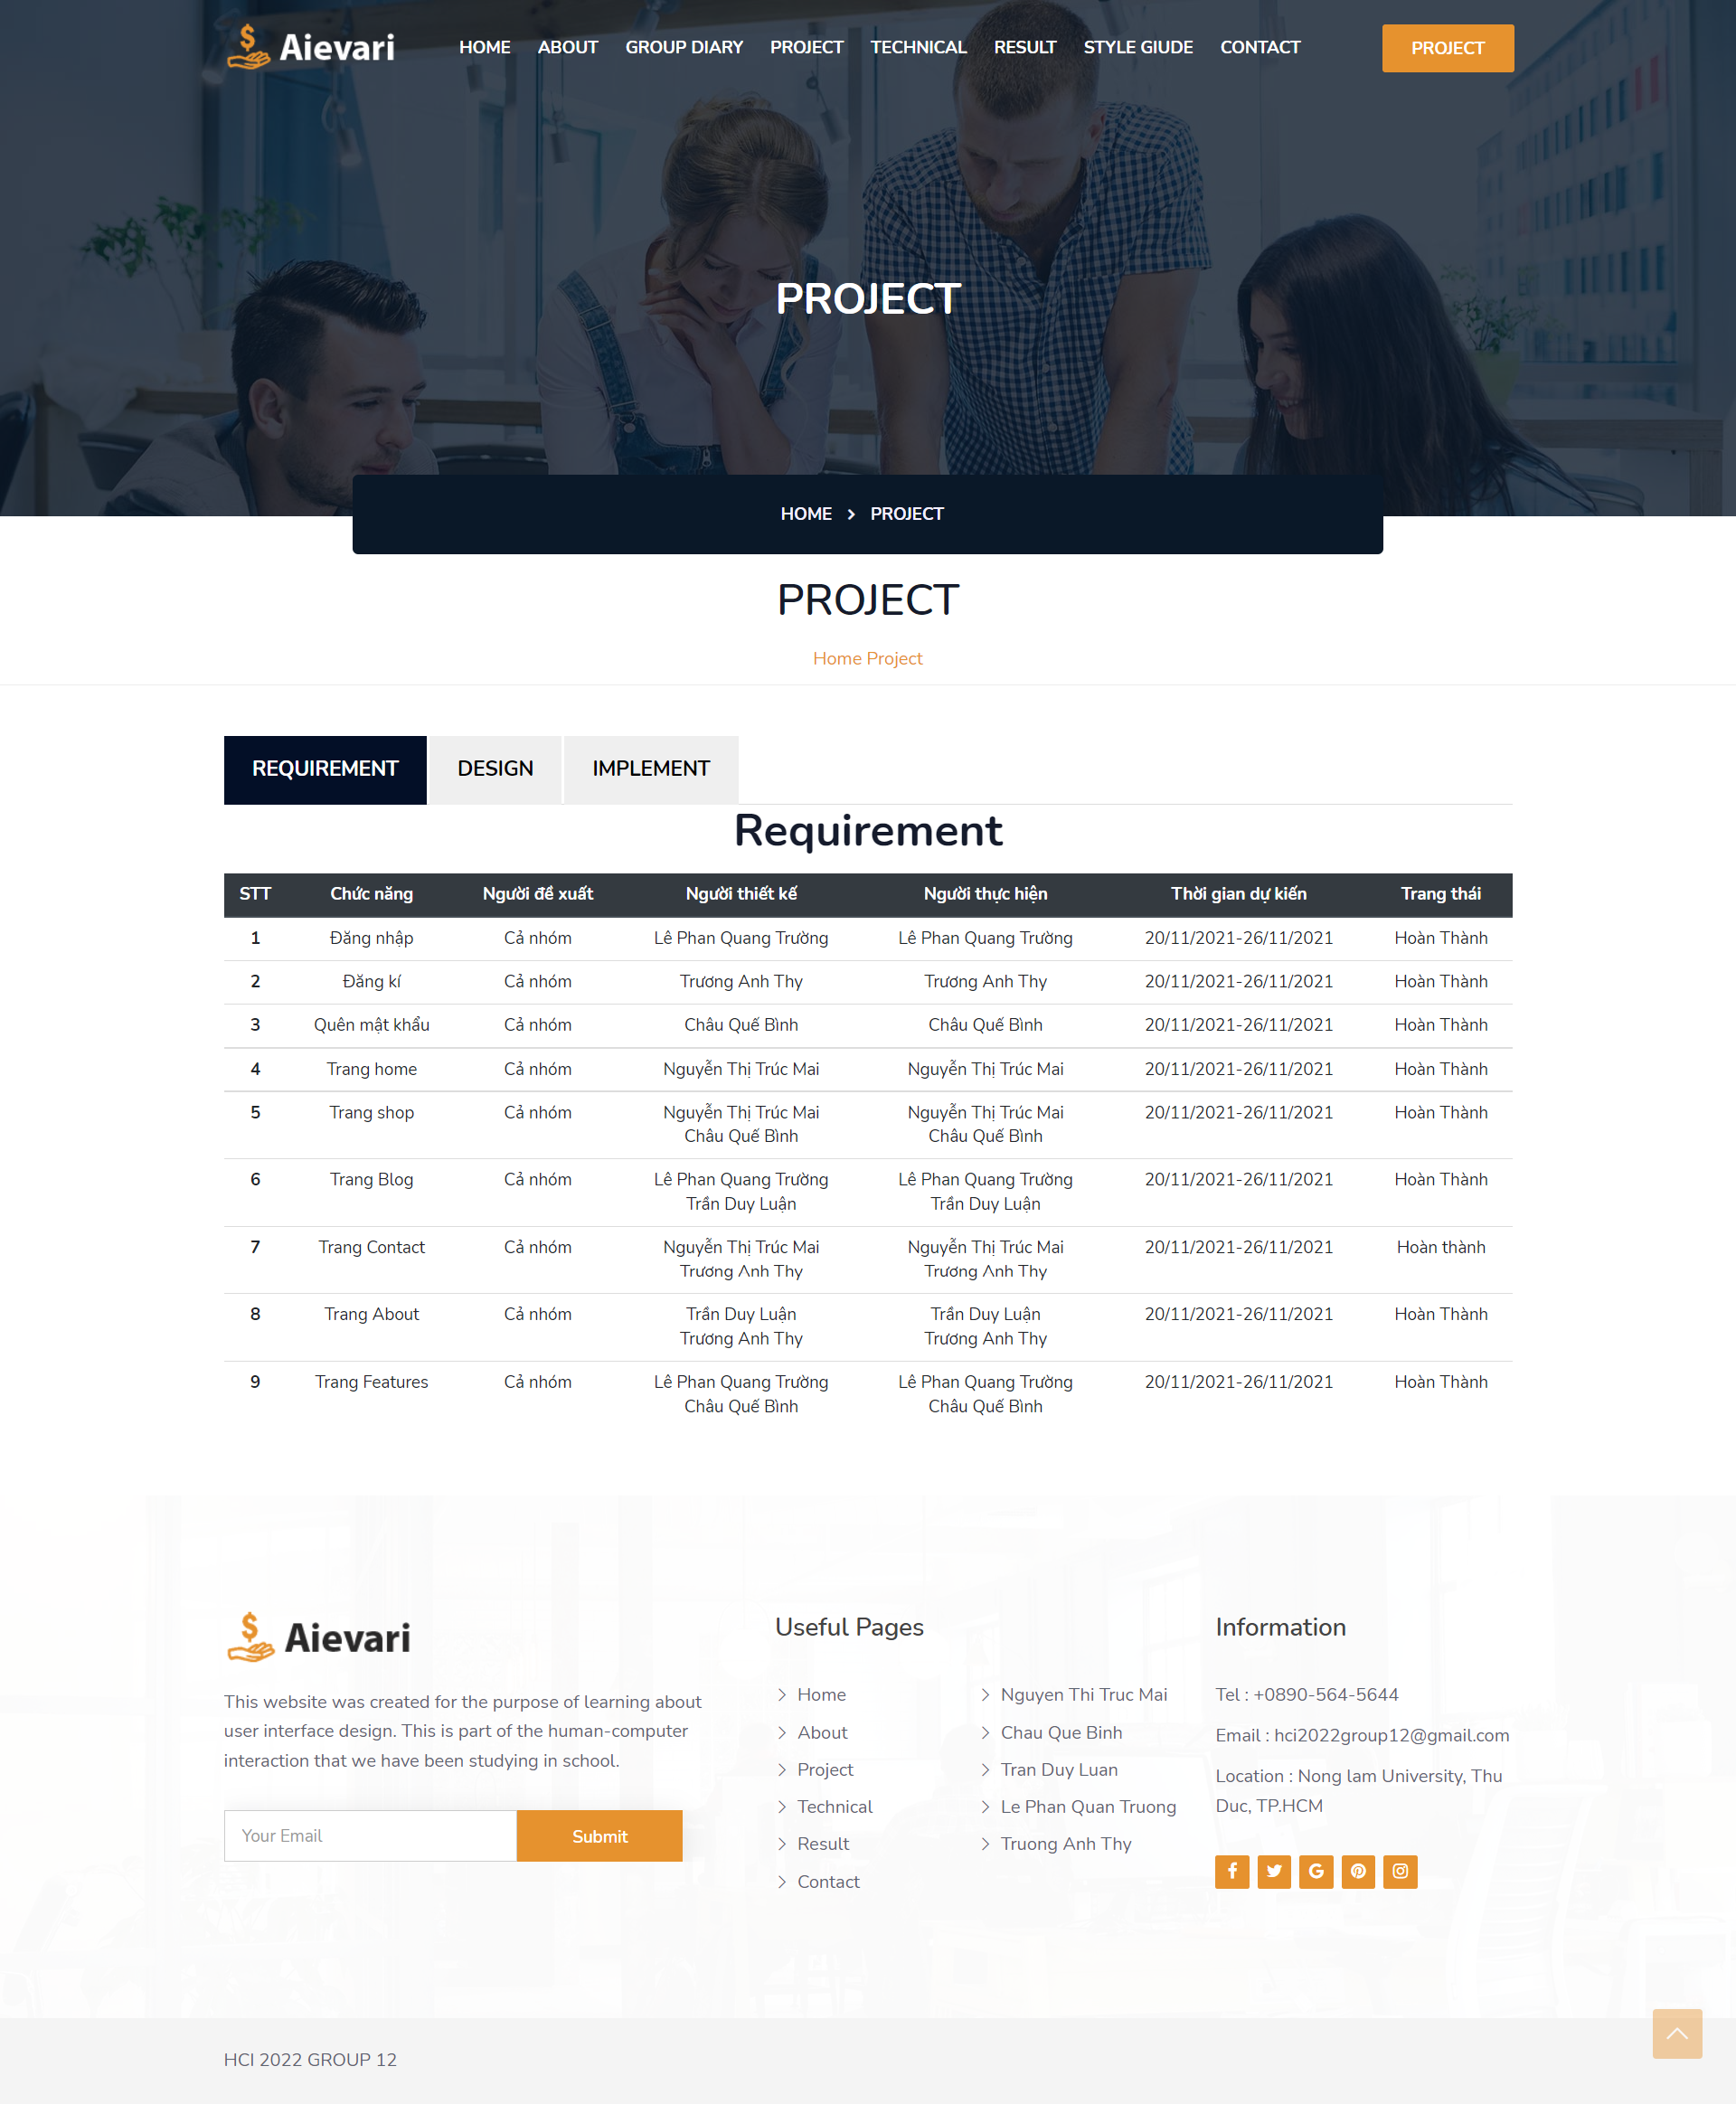 Aievari
HOME ABOUT GROUP DIARY PROJECT TECHNICAL RESULT STYLE GIUDE CONTACT PROJECT
PROJECT
HOME PROJECT
PROJECT
Home Project
REQUIREMENT DESIGN IMPLEMENT
Requirement
STT Chức năng Người đề xuất Người thiết kế Người thực hiện Thời gian dự kiến Trang thái
1 Đăng nhập Cả nhóm Lê Phan Quang Trường Lê Phan Quang Trường 20/11/2021-26/11/2021 Hoàn Thành
2 Đăng kí Cả nhóm Trương Anh Thy Trương Anh Thy 20/11/2021-26/11/2021 Hoàn Thành
3 Quên mật khẩu Cả nhóm Châu Quế Bình Châu Quế Bình 20/11/2021-26/11/2021 Hoàn Thành
4 Trang home Cả nhóm Nguyễn Thị Trúc Mai Nguyễn Thị Trúc Mai 20/11/2021-26/11/2021 Hoàn Thành
5 Trang shop Cả nhóm Nguyễn Thị Trúc Mai Nguyễn Thị Trúc Mai 20/11/2021-26/11/2021 Hoàn Thành
Châu Quế Bình Châu Quế Bình
6 Trang Blog Cả nhóm Lê Phan Quang Trường Lê Phan Quang Trường 20/11/2021-26/11/2021 Hoàn Thành
Trần Duy Luận Trần Duy Luận
7 Trang Contact Cả nhóm Nguyễn Thị Trúc Mai Nguyễn Thị Trúc Mai 20/11/2021-26/11/2021 Hoàn thành
Trương Anh Thy Trương Anh Thy
8 Trang About Cả nhóm Trần Duy Luận Trần Duy Luận 20/11/2021-26/11/2021 Hoàn Thành
Trương Anh Thy Trương Anh Thy
9 Trang Features Cả nhóm Lê Phan Quang Trường Lê Phan Quang Trường 20/11/2021-26/11/2021 Hoàn Thành
Châu Quế Bình Châu Quế Bình
Aievari
This website was created for the purpose of learning about
user interface design. This is part of the human-computer
interaction that we have been studying in school.
Your Email Submit
Useful Pages
Home
About
Project
Technical
Result
Contact
Nguyen Thi Truc Mai
Chau Que Binh
Tran Duy Luan
Le Phan Quan Truong
Truong Anh Thy
Information
Tel : +0890-564-5644
Email : hci2022group12@gmail.com
Location : Nong lam University, Thu
Duc, TP.HCM
HCI 2022 GROUP 12